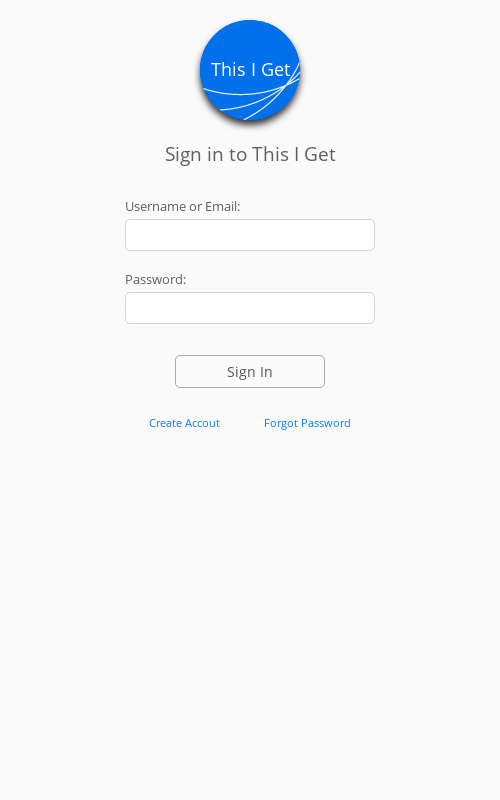 This I Get
Sign in to This I Get
Username or Email:
Password:
Sign In
Create Accout
Forgot Password